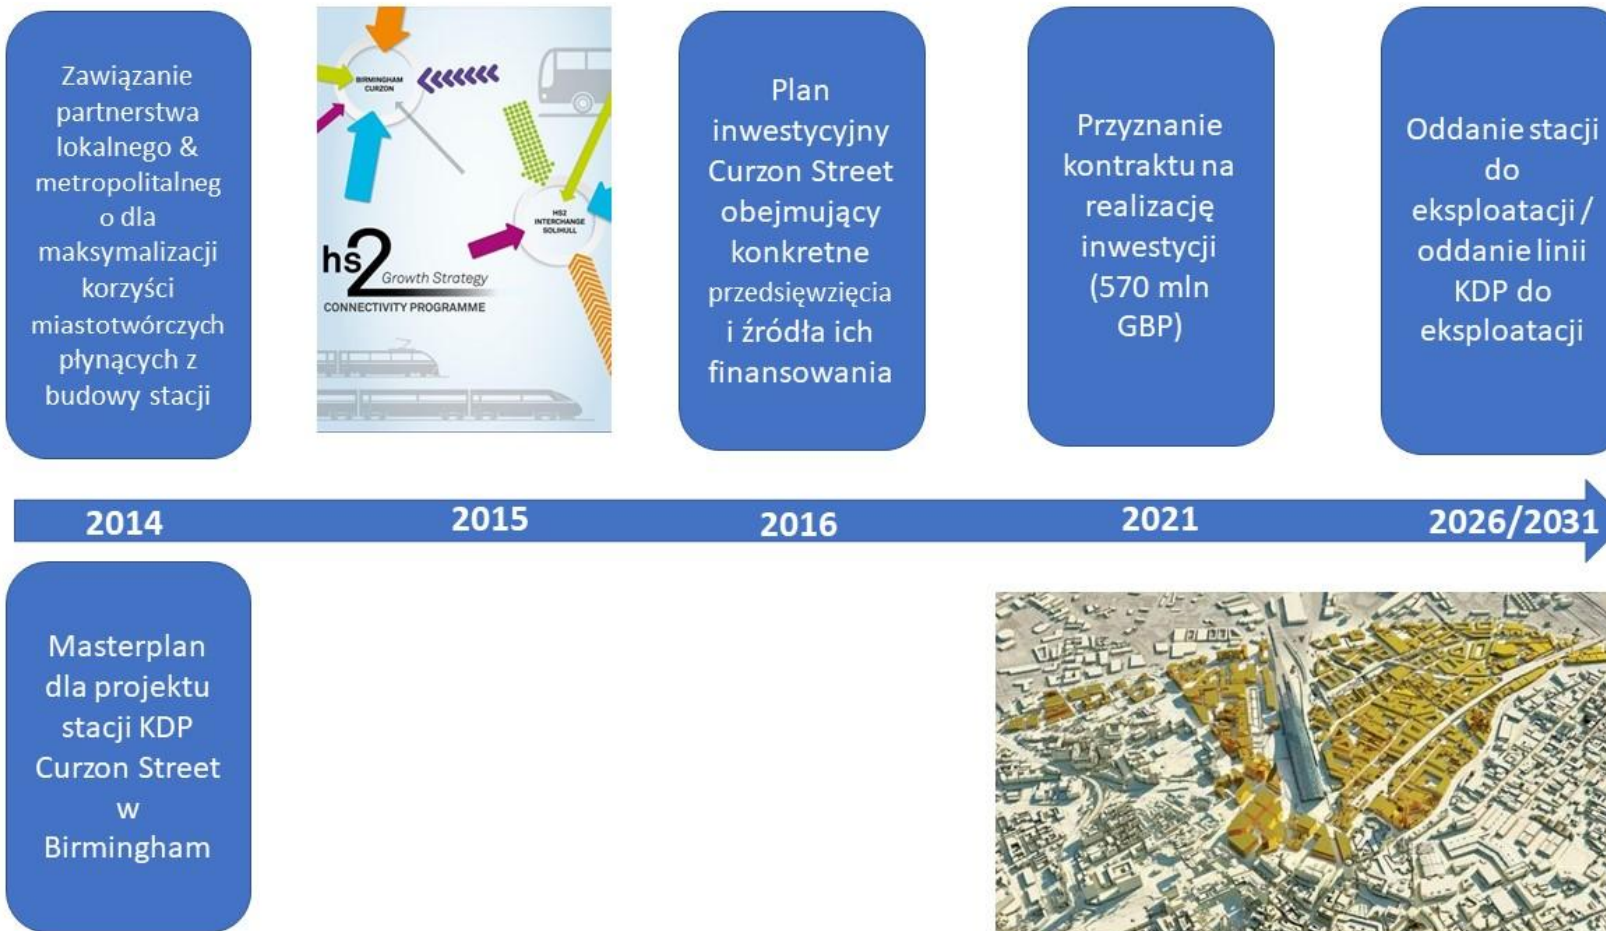 Zawiązanie
partnerstwa
lokalnego &
metropolitalneg
o dla
maksymalizacji
korzyści
miastotwórczych
płynących z
budowy stacji
BIRMINGHAM
CURZON
HS2
INTERCHANGE
SOLIHULL
hs2 Growth Strategy
CONNECTIVITY PROGRAMME
Plan
inwestycyjny
Curzon Street
obejmujący
konkretne
przedsięwzięcia
i źródła ich
finansowania
Przyznanie
kontraktu na
realizację
inwestycji
(570 mln
GBP)
Oddanie stacji
do
eksploatacji /
oddanie linii
KDP do
eksploatacji
2014
2015
2016
2021
2026/2031
Masterplan
dla projektu
stacji KDP
Curzon Street
w
Birmingham